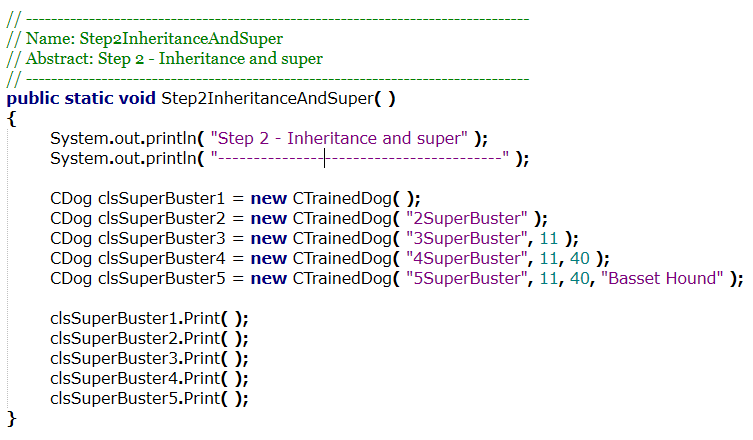 // --------------------------------------------------------------------------------
// Name: Step2InheritanceAndSuper
// Abstract: Step 2 - Inheritance and super
// --------------------------------------------------------------------------------
public static void Step2InheritanceAndSuper( )
{
System.out.println( "Step 2 - Inheritance and super" );
System.out.println( "----------------------------------------" );
CDog clsSuperBuster1 = new CTrainedDog( );
CDog clsSuperBuster2 = new CTrainedDog( "2SuperBuster" );
CDog clsSuperBuster3 = new CTrainedDog( "3SuperBuster", 11 );
CDog clsSuperBuster4 = new CTrainedDog( "4SuperBuster", 11, 40 );
CDog clsSuperBuster5 = new CTrainedDog( "5SuperBuster", 11, 40, "Basset Hound" );
clsSuperBuster1.Print( );
clsSuperBuster2.Print( );
clsSuperBuster3.Print( );
clsSuperBuster4.Print( );
clsSuperBuster5.Print( );
}